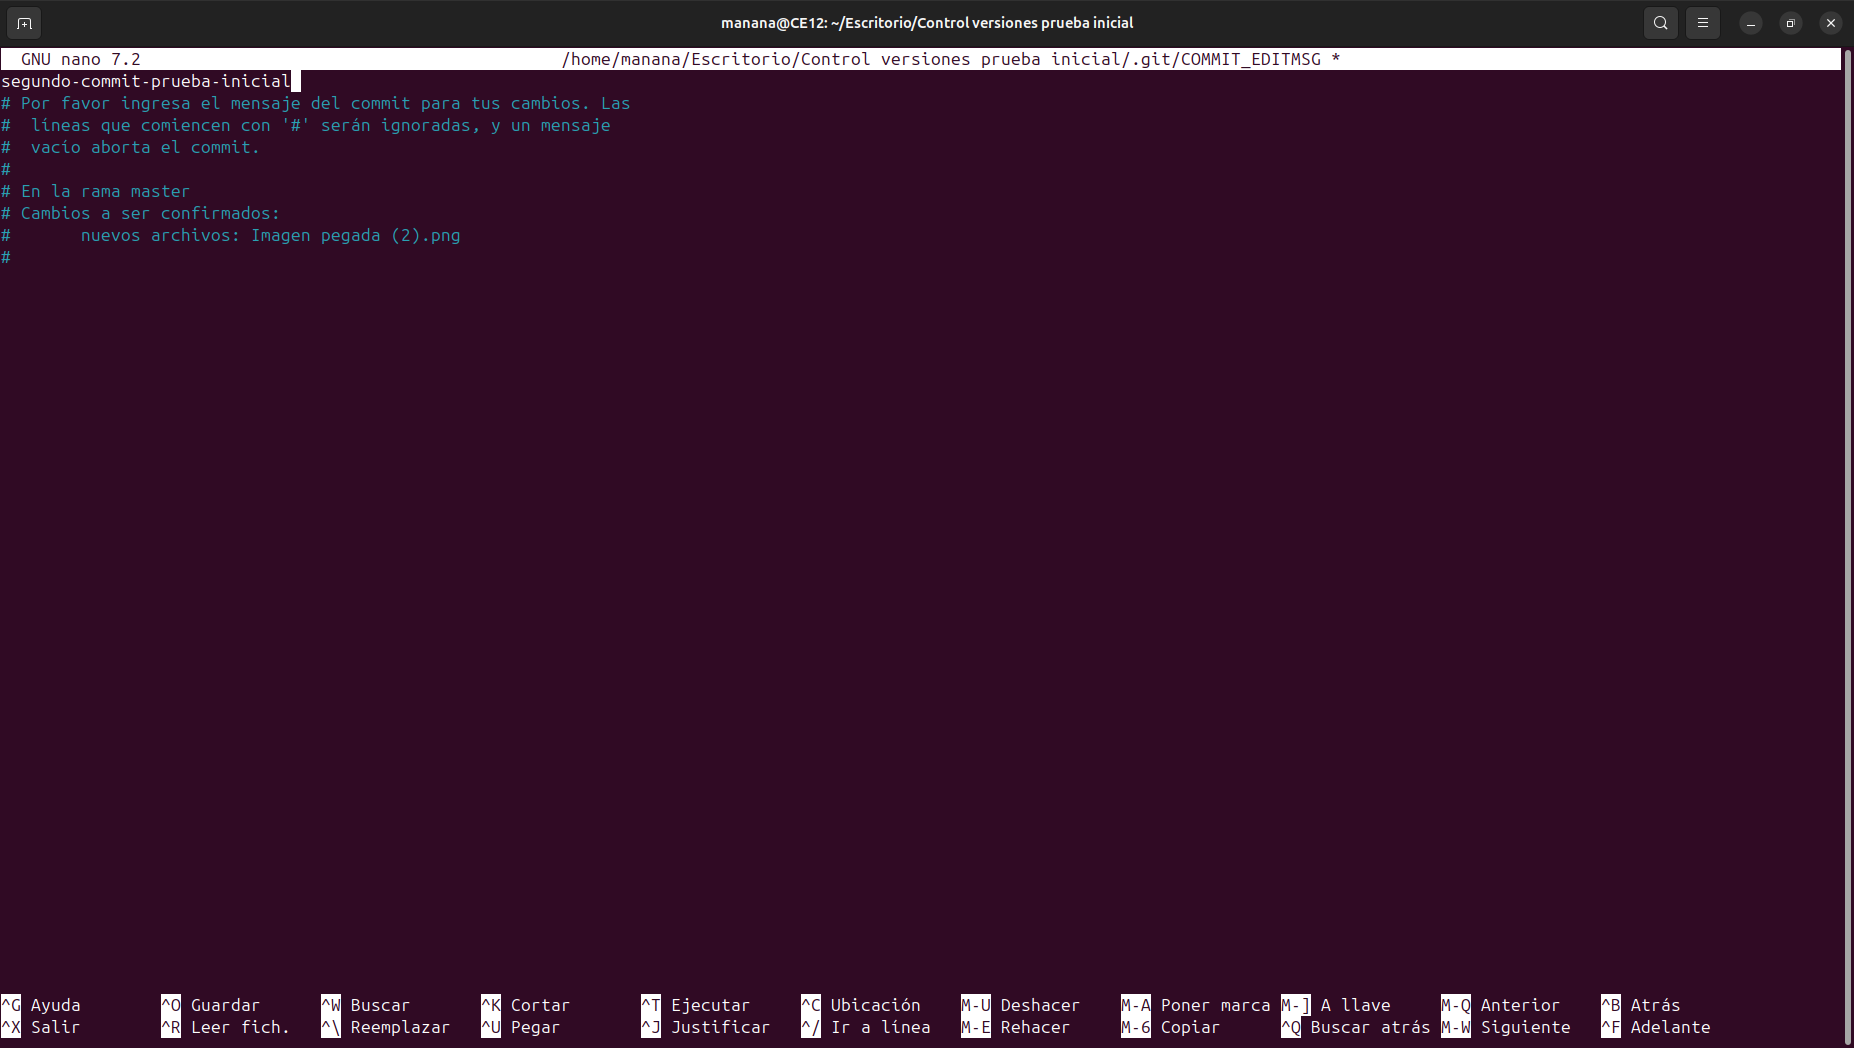 manana@CE12: ~/Escritorio/Control versiones prueba inicial
GNU nano 7.2 /home/manana/Escritorio/Control versiones prueba inicial/.git/COMMIT_EDITMSG *
segundo-commit-prueba-inicial
# Por favor ingresa el mensaje del commit para tus cambios. Las
#  líneas que comiencen con '#' serán ignoradas, y un mensaje
#  vacío aborta el commit.
#
# En la rama master
# Cambios a ser confirmados:
#       nuevos archivos: Imagen pegada (2).png
#
^G Ayuda ^O Guardar ^W Buscar ^K Cortar ^T Ejecutar ^C Ubicación M-U Deshacer M-A Poner marca M-] A llave M-Q Anterior ^B Atrás
^X Salir ^R Leer fich. ^\ Reemplazar ^U Pegar ^J Justificar ^/ Ir a línea M-E Rehacer M-6 Copiar ^Q Buscar atrás M-W Siguiente ^F Adelante